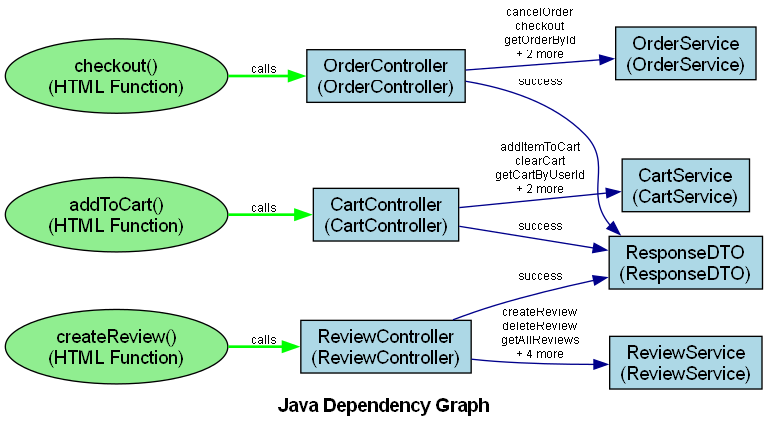 cancelOrder
checkout
getOrderById
+ 2 more
checkout()
(HTML Function)
calls
OrderController
(OrderController)
OrderService
(OrderService)
success
addItemToCart
clearCart
getCartByUserId
+ 2 more
addToCart()
(HTML Function)
calls
CartController
(CartController)
CartService
(CartService)
success
ResponseDTO
(ResponseDTO)
success
createReview
deleteReview
getAllReviews
+ 4 more
createReview()
(HTML Function)
calls
ReviewController
(ReviewController)
ReviewService
(ReviewService)
Java Dependency Graph